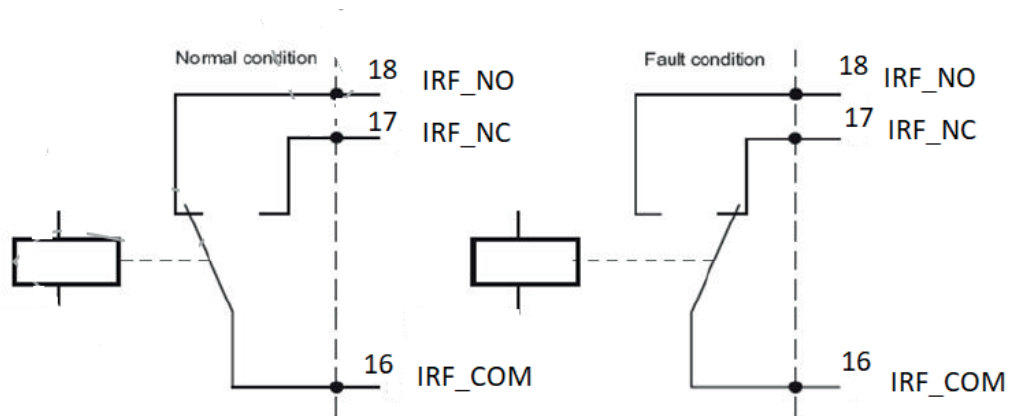 Normal condition
18 IRF_NO
17 IRF_NC
16 IRF_COM
Fault condition
18 IRF_NO
17 IRF_NC
16 IRF_COM